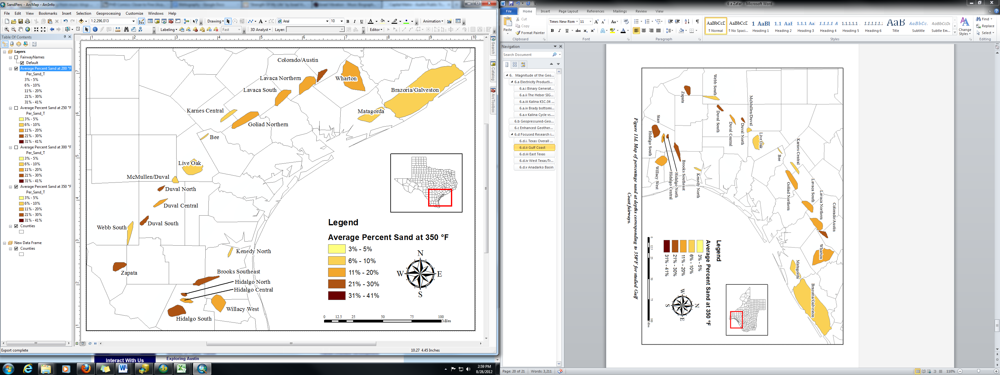 SandPerc - ArcMap - ArcInfo
File Edit View Bookmarks Insert Selection Geoprocessing Customize Windows Help
1:2,296,013 Drawing Arial 10 B I U A Animation
Labeling Fast 3D Analyst Layer: Editor
Table Of Contents
Layers
FairwayNames
Default
Average Percent Sand at 200 °F
Per_Sand_T
3% - 5%
6% - 10%
11% - 20%
21% - 30%
31% - 41%
Average Percent Sand at 250 °F
Per_Sand_T
3% - 5%
6% - 10%
11% - 20%
21% - 30%
31% - 41%
Average Percent Sand at 300 °F
Per_Sand_T
3% - 5%
6% - 10%
11% - 20%
21% - 30%
31% - 41%
Average Percent Sand at 350 °F
Per_Sand_T
3% - 5%
6% - 10%
11% - 20%
21% - 30%
31% - 41%
Counties
New Data Frame
Counties
1 2 3 4 5 6 7 8 9 10
7
6
5
4
3
2
1
Colorado/Austin
Lavaca Northern
Wharton
Lavaca South
Brazoria/Galveston
Karnes Central
Matagorda
Goliad Northern
Bee
Live Oak
McMullen/Duval
Duval North
Duval Central
Duval South
Webb South
Kenedy North
Zapata
Brooks Southeast
Hidalgo North
Hidalgo Central
Willacy West
Hidalgo South
Legend
Average Percent Sand at 350 °F
3% - 5%
6% - 10%
11% - 20%
21% - 30%
31% - 41%
N
W E
S
0 12.5 25 50 75 100
Miles
Search
Catalog
ArcToolbox
Export complete
10.27 4.45 Inches
Interact With Us
Exploring Austin
2:59 PM
8/28/2012
6 a Zafar - Microsoft Word
File Home Insert Page Layout References Mailings Review View
Paste
Cut
Copy
Format Painter
Clipboard
Times New Rom 11
Font
Paragraph
AaBbCcI AaBbCcI 1 AaBb 1.1 AaB 1.1.1 Aa 1.1.1.1 A 1.1.1.1.1 1.1.1.1.1. AaB AaBbCc. AaBbCcDc
¶ Normal ¶ No Spaci... Heading 1 Heading 2 Heading 3 Heading 4 Heading 5 Heading 6 Title Subtitle Subtle Em...
Styles
Change Styles
Find
Replace
Select
Editing
Navigation
Search Document
6. Magnitude of the Geo...
6.a Electricity Producti...
6.a.i Binary Generat...
6.a.ii The Heber SIG...
6.a.iii Kalina KSC-34 ...
6.a.iv Brady bottomi...
6.a.v Kalina Cycle vs....
6.b Geopressured-Geo...
6.c Enhanced Geother...
6.d Focused Research i...
6.d.i. Texas Overall ...
6.d.ii Gulf Coast
6.d.iii East Texas
6.d.iv West Texas/Tr...
6.d.v Anadarko Basin
Colorado/Austin
Lavaca Northern
Wharton
Lavaca South
Brazoria/Galveston
Karnes Central
Matagorda
Goliad Northern
Bee
Live Oak
McMullen/Duval
Duval North
Duval Central
Duval South
Webb South
Kenedy North
Zapata
Starr
Brooks Southeast
Hidalgo North
Hidalgo Central
Willacy West
Hidalgo South
Legend
Average Percent Sand at 350 °F
3% - 5%
6% - 10%
11% - 20%
21% - 30%
31% - 41%
N
W E
S
0 12.5 25 50 75 100
Miles
Figure 11d. Map of percentage sand at depths corresponding to 350°F for studied Gulf
Coast fairways.
Page: 20 of 21 Words: 3,211
110%